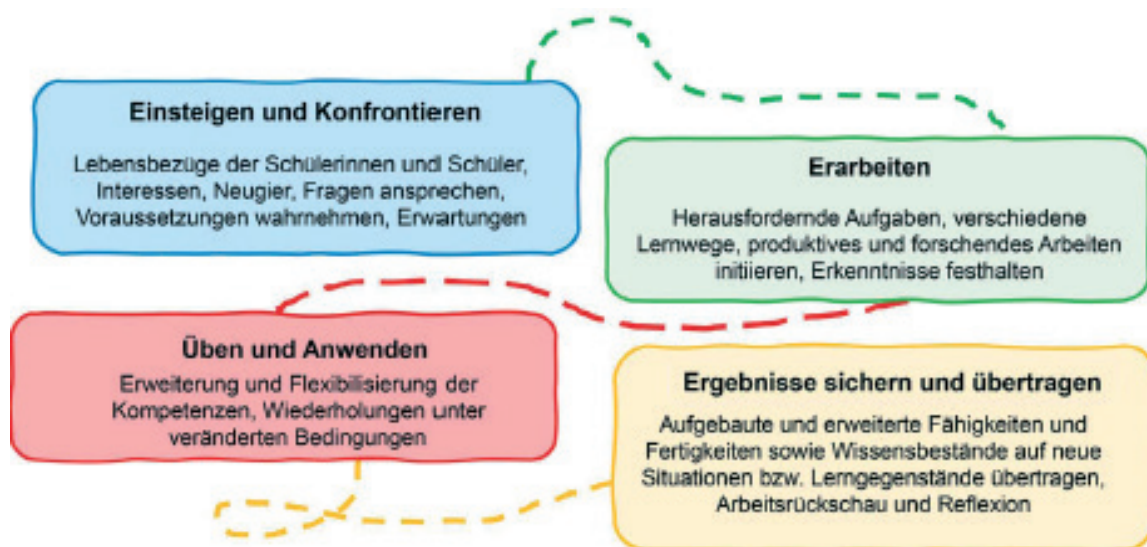 Einsteigen und Konfrontieren
Lebensbezüge der Schülerinnen und Schüler,
Interessen, Neugier, Fragen ansprechen,
Voraussetzungen wahrnehmen, Erwartungen
Erarbeiten
Herausfordernde Aufgaben, verschiedene
Lernwege, produktives und forschendes Arbeiten
initiieren, Erkenntnisse festhalten
Üben und Anwenden
Erweiterung und Flexibilisierung der
Kompetenzen, Wiederholungen unter
veränderten Bedingungen
Ergebnisse sichern und übertragen
Aufgebaute und erweiterte Fähigkeiten und
Fertigkeiten sowie Wissensbestände auf neue
Situationen bzw. Lerngegenstände übertragen,
Arbeitsrückschau und Reflexion